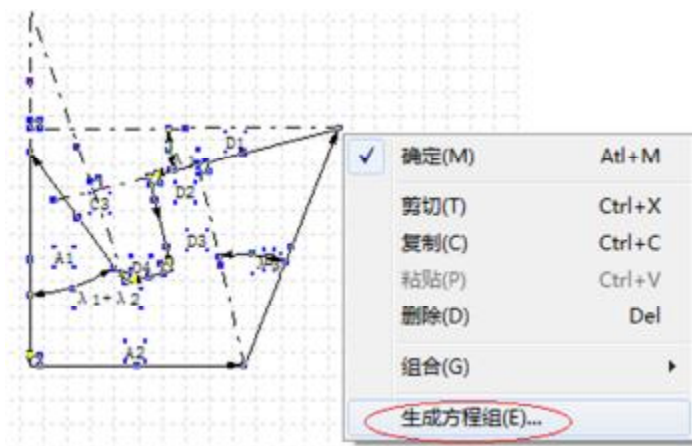 D1
D2
C3
D3
A1
D4
λ1+λ2
A2
✓ 确定(M) Atl+M
剪切(T) Ctrl+X
复制(C) Ctrl+C
粘贴(P) Ctrl+V
删除(D) Del
组合(G)
生成方程组(E)...